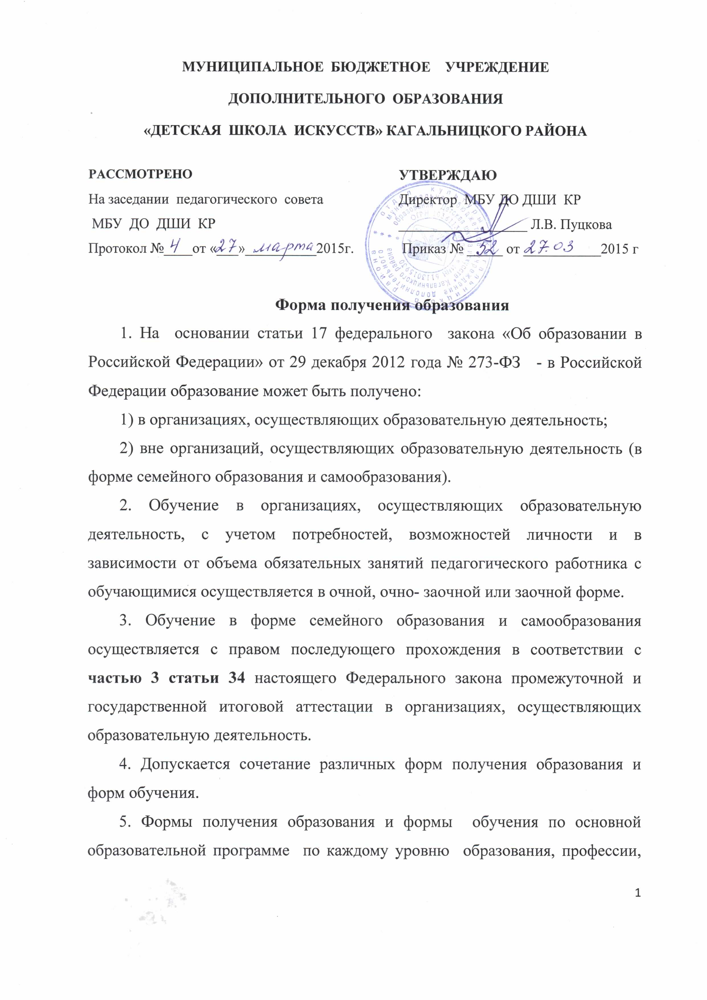 МУНИЦИПАЛЬНОЕ БЮДЖЕТНОЕ УЧРЕЖДЕНИЕ
ДОПОЛНИТЕЛЬНОГО ОБРАЗОВАНИЯ
«ДЕТСКАЯ ШКОЛА ИСКУССТВ» КАГАЛЬНИЦКОГО РАЙОНА
РАССМОТРЕНО
На заседании педагогического совета
МБУ ДО ДШИ КР
Протокол № 4 от «27» марта 2015г.
УТВЕРЖДАЮ
Директор МБУ ДО ДШИ КР
Л.В. Пуцкова
Приказ № 52 от 27.03 2015 г
Форма получения образования
1. На основании статьи 17 федерального закона «Об образовании в
Российской Федерации» от 29 декабря 2012 года № 273-ФЗ - в Российской
Федерации образование может быть получено:
1) в организациях, осуществляющих образовательную деятельность;
2) вне организаций, осуществляющих образовательную деятельность (в
форме семейного образования и самообразования).
2. Обучение в организациях, осуществляющих образовательную
деятельность, с учетом потребностей, возможностей личности и в
зависимости от объема обязательных занятий педагогического работника с
обучающимися осуществляется в очной, очно- заочной или заочной форме.
3. Обучение в форме семейного образования и самообразования
осуществляется с правом последующего прохождения в соответствии с
частью 3 статьи 34 настоящего Федерального закона промежуточной и
государственной итоговой аттестации в организациях, осуществляющих
образовательную деятельность.
4. Допускается сочетание различных форм получения образования и
форм обучения.
5. Формы получения образования и формы обучения по основной
образовательной программе по каждому уровню образования, профессии,
1